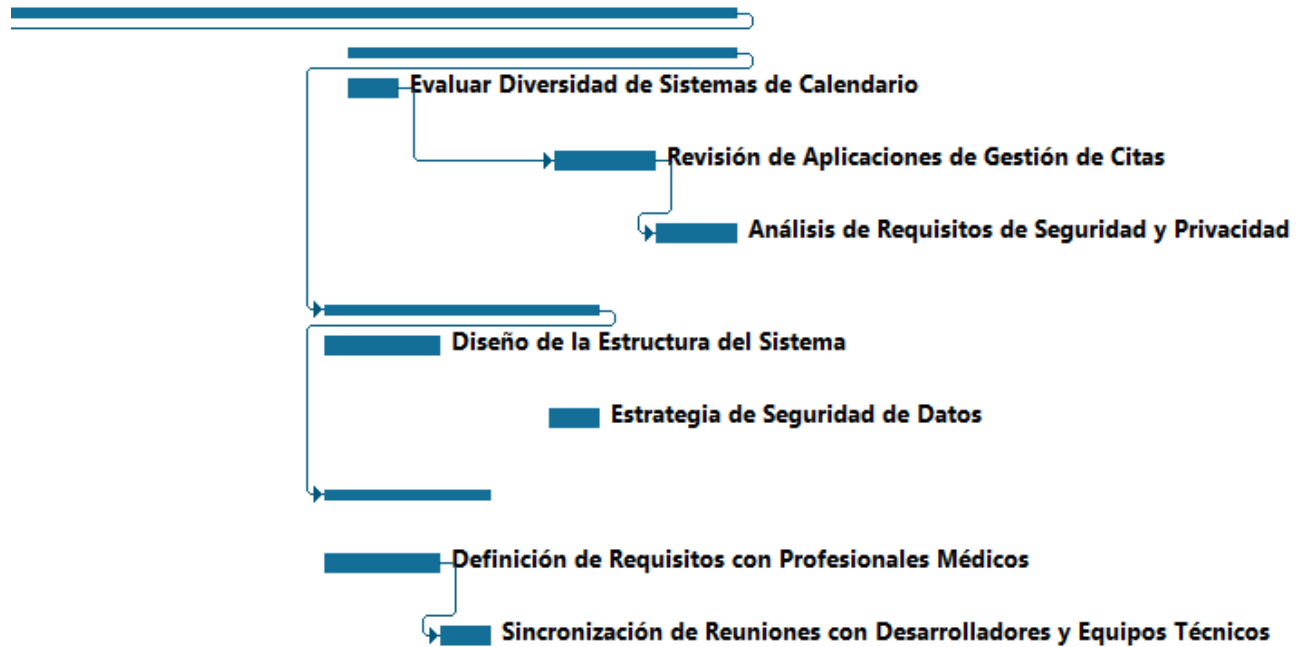 Evaluar Diversidad de Sistemas de Calendario
Revisión de Aplicaciones de Gestión de Citas
Análisis de Requisitos de Seguridad y Privacidad
Diseño de la Estructura del Sistema
Estrategia de Seguridad de Datos
Definición de Requisitos con Profesionales Médicos
Sincronización de Reuniones con Desarrolladores y Equipos Técnicos